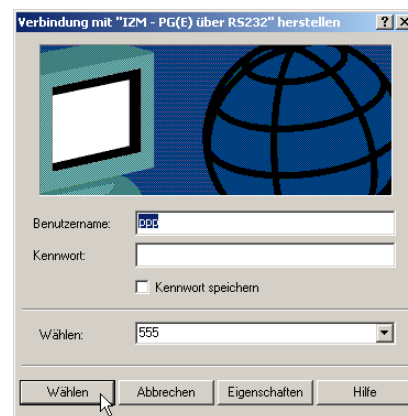 Verbindung mit "IZM - PG(E) über RS232" herstellen
Benutzername: ppp
Kennwort:
Kennwort speichern
Wählen: 555
Wählen Abbrechen Eigenschaften Hilfe